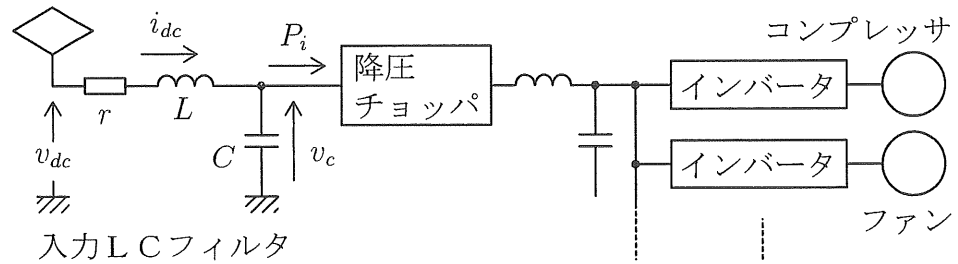 コンプレッサ
i_dc
P_i
降圧
チョッパ
インバータ
r
L
v_dc
C
v_c
インバータ
ファン
入力LCフィルタ